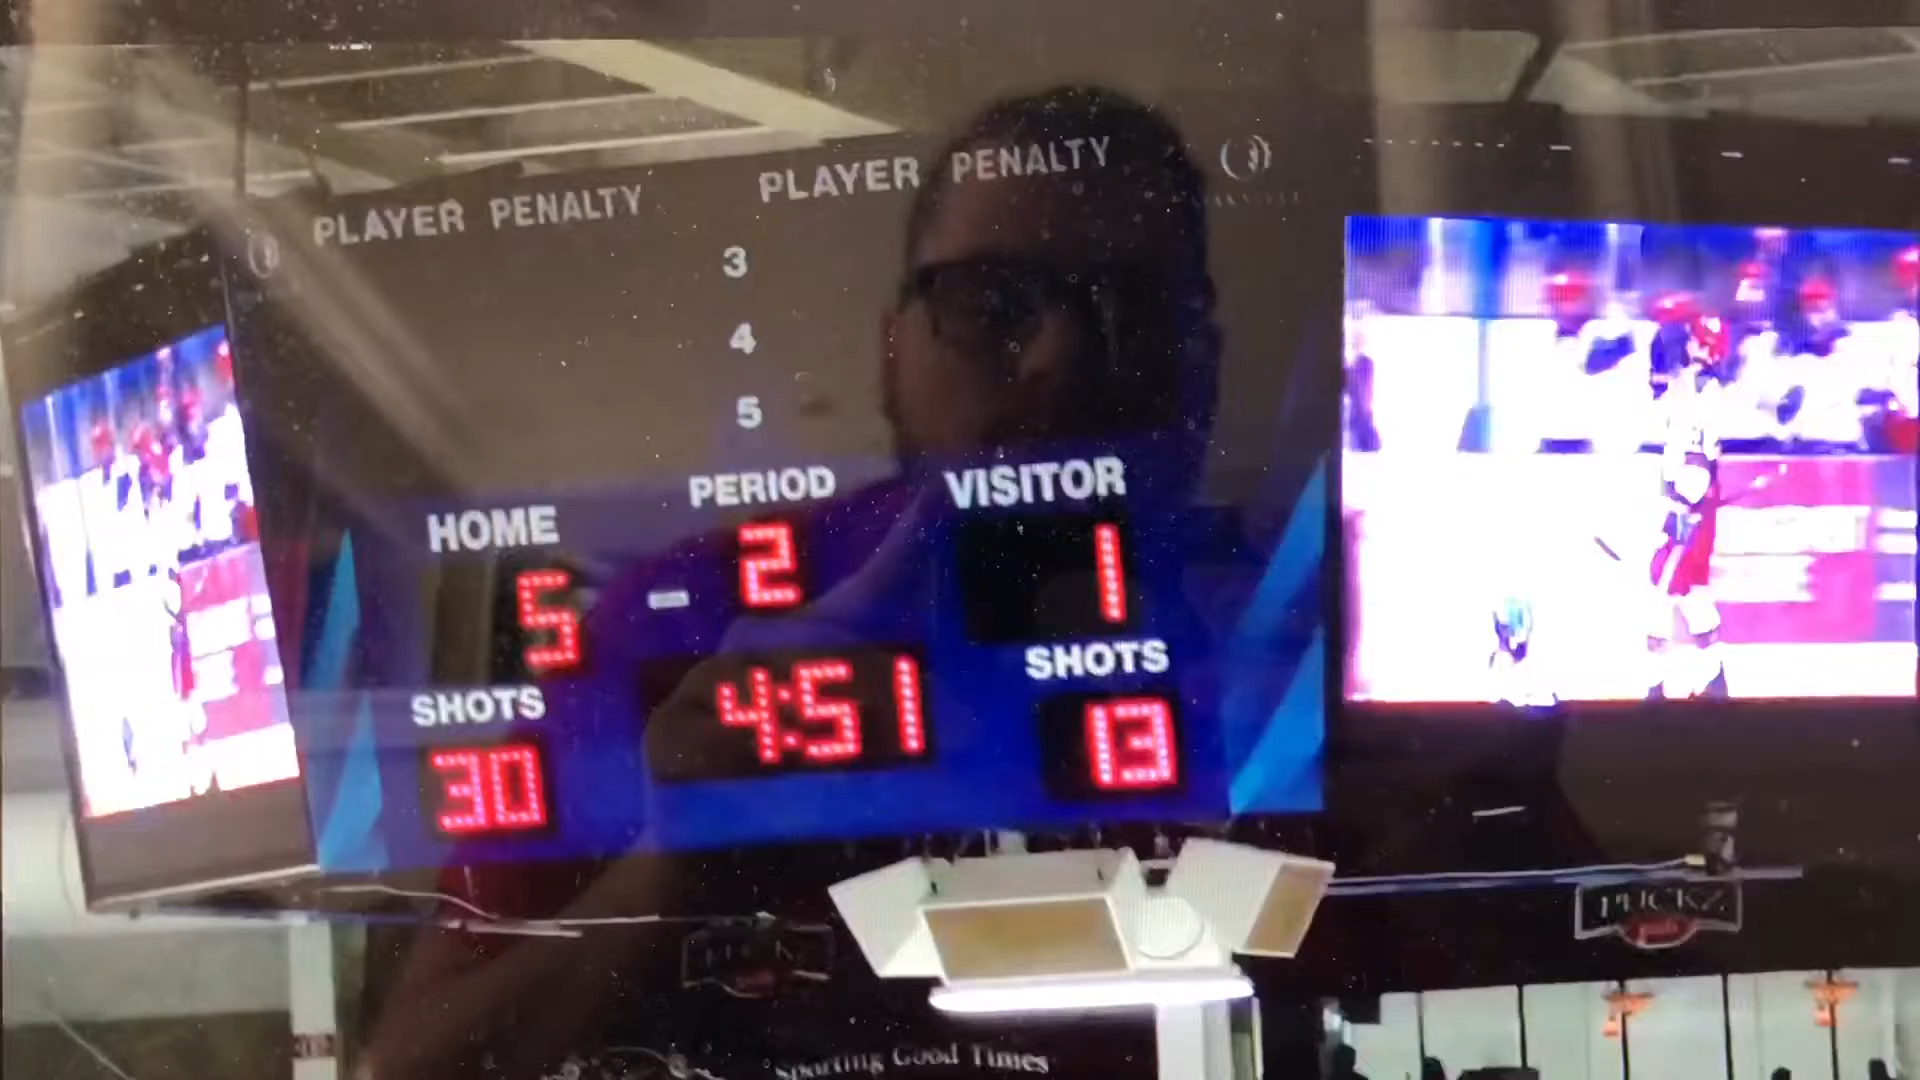 PLAYER PENALTY
PLAYER PENALTY
3
4
5
HOME
PERIOD
VISITOR
5
2
1
SHOTS
4:51
SHOTS
30
13
PUCKZ
Sporting Good Times